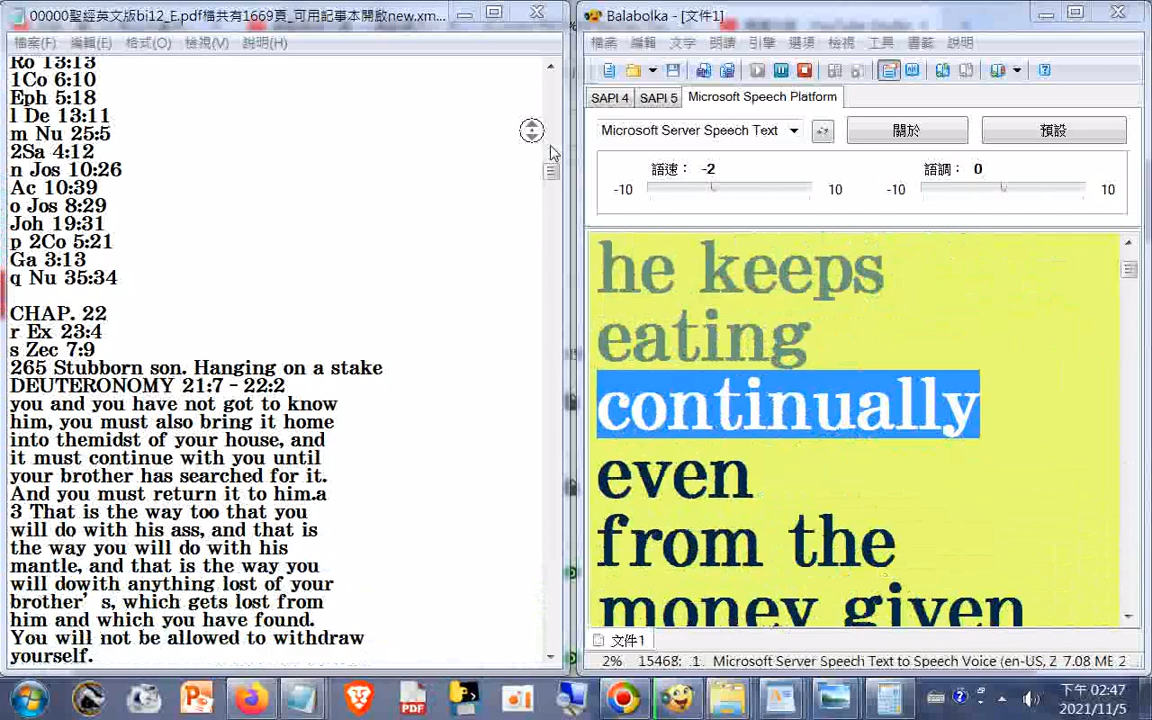 00000聖經英文版bi12_E.pdf檔共有1669頁_可用記事本開啟new.xm...
檔案(F) 編輯(E) 格式(O) 檢視(V) 說明(H)
Ro 13:13
1Co 6:10
Eph 5:18
l De 13:11
m Nu 25:5
2Sa 4:12
n Jos 10:26
Ac 10:39
o Jos 8:29
Joh 19:31
p 2Co 5:21
Ga 3:13
q Nu 35:34
CHAP. 22
r Ex 23:4
s Zec 7:9
265 Stubborn son. Hanging on a stake
DEUTERONOMY 21:7 - 22:2
you and you have not got to know
him, you must also bring it home
into themidst of your house, and
it must continue with you until
your brother has searched for it.
And you must return it to him.a
3 That is the way too that you
will do with his ass, and that is
the way you will do with his
mantle, and that is the way you
will dowith anything lost of your
brother’ s, which gets lost from
him and which you have found.
You will not be allowed to withdraw
yourself.
Balabolka - [文件1]
檔案 編輯 文字 朗讀 引擎 選項 檢視 工具 書籤 說明
SAPI 4 SAPI 5 Microsoft Speech Platform
Microsoft Server Speech Text 關於 預設
語速： -2 語調： 0
-10 10 -10 10
he keeps
eating
continually
even
from the
money given
文件1
2% 15468: .1. Microsoft Server Speech Text to Speech Voice (en-US, Z 7.08 MB 2
下午 02:47
2021/11/5